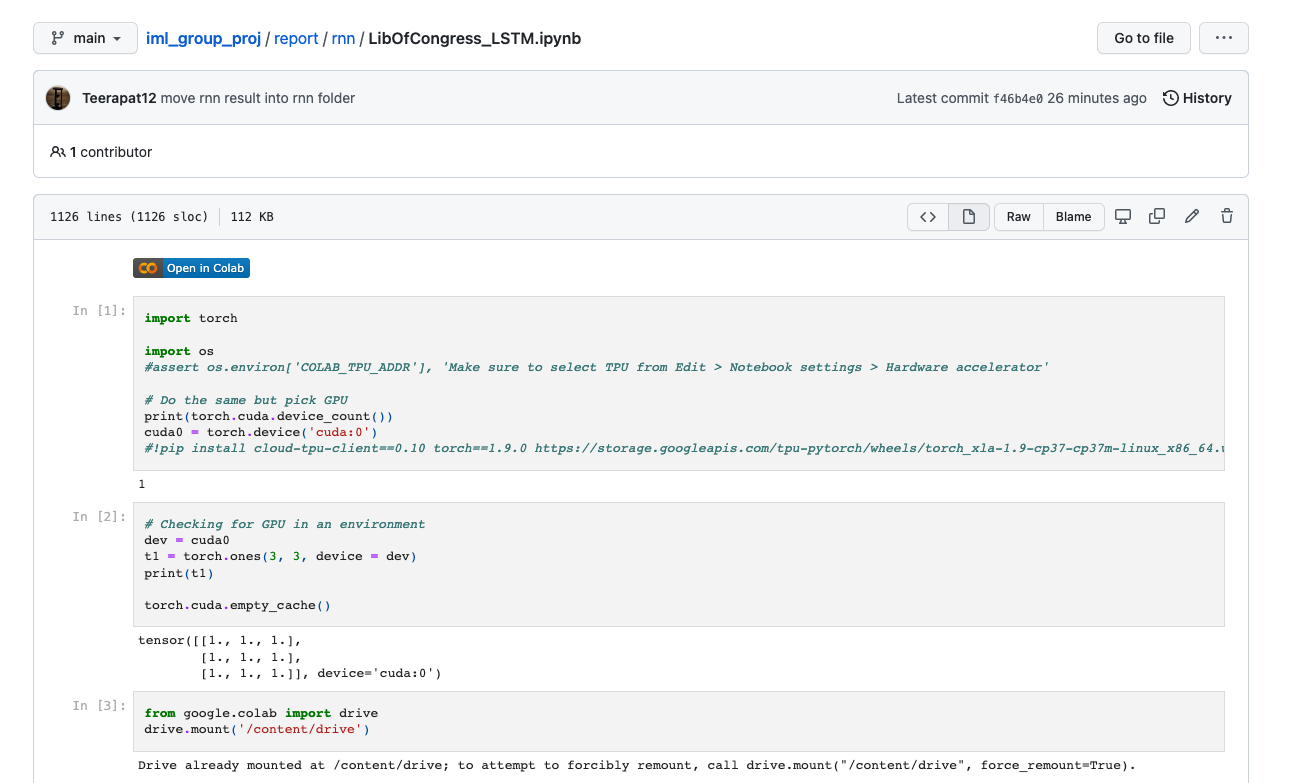 main
iml_group_proj / report / rnn / LibOfCongress_LSTM.ipynb
Go to file
...
Teerapat12 move rnn result into rnn folder
Latest commit f46b4e0 26 minutes ago
History
1 contributor
1126 lines (1126 sloc) 112 KB
<> Raw Blame
CO Open in Colab
In [1]:
import torch
import os
#assert os.environ['COLAB_TPU_ADDR'], 'Make sure to select TPU from Edit > Notebook settings > Hardware accelerator'
# Do the same but pick GPU
print(torch.cuda.device_count())
cuda0 = torch.device('cuda:0')
#!pip install cloud-tpu-client==0.10 torch==1.9.0 https://storage.googleapis.com/tpu-pytorch/wheels/torch_xla-1.9-cp37-cp37m-linux_x86_64.
1
In [2]:
# Checking for GPU in an environment
dev = cuda0
t1 = torch.ones(3, 3, device = dev)
print(t1)
torch.cuda.empty_cache()
tensor([[1., 1., 1.],
[1., 1., 1.],
[1., 1., 1.]], device='cuda:0')
In [3]:
from google.colab import drive
drive.mount('/content/drive')
Drive already mounted at /content/drive; to attempt to forcibly remount, call drive.mount("/content/drive", force_remount=True).